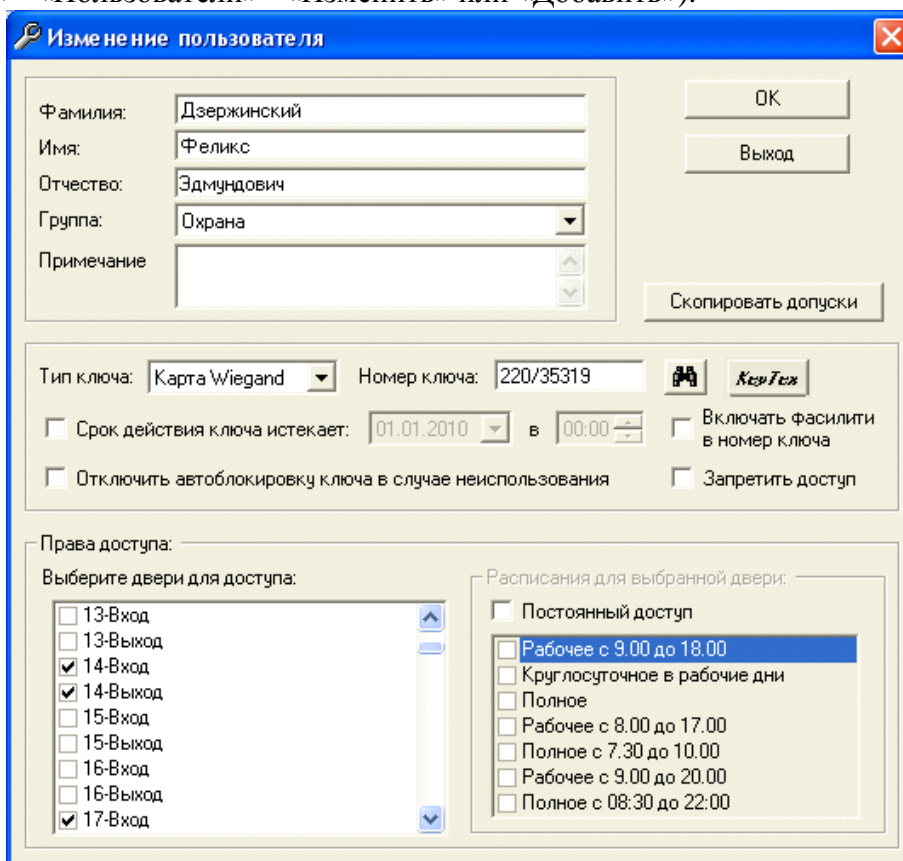 «Пользователи» – «Изменить» или «Добавить»).
Изменение пользователя
Фамилия: Дзержинский
OK
Имя: Феликс
Выход
Отчество: Эдмундович
Группа: Охрана
Примечание
Скопировать допуски
Тип ключа: Карта Wiegand Номер ключа: 220/35319 КеуТех
Срок действия ключа истекает: 01.01.2010 в 00:00 Включать фасилити
в номер ключа
Отключить автоблокировку ключа в случае неиспользования Запретить доступ
Права доступа:
Выберите двери для доступа:
13-Вход
13-Выход
14-Вход
14-Выход
15-Вход
15-Выход
16-Вход
16-Выход
17-Вход
Расписания для выбранной двери:
Постоянный доступ
Рабочее с 9.00 до 18.00
Круглосуточное в рабочие дни
Полное
Рабочее с 8.00 до 17.00
Полное с 7.30 до 10.00
Рабочее с 9.00 до 20.00
Полное с 08:30 до 22:00